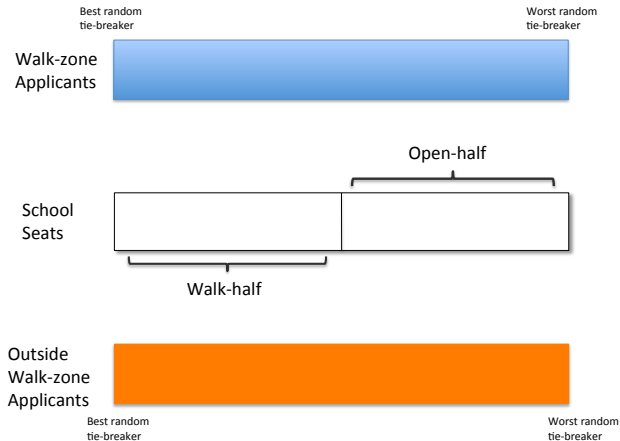 Best random
tie-breaker
Worst random
tie-breaker
Walk-zone
Applicants
Open-half
School
Seats
Walk-half
Outside
Walk-zone
Applicants
Best random
tie-breaker
Worst random
tie-breaker